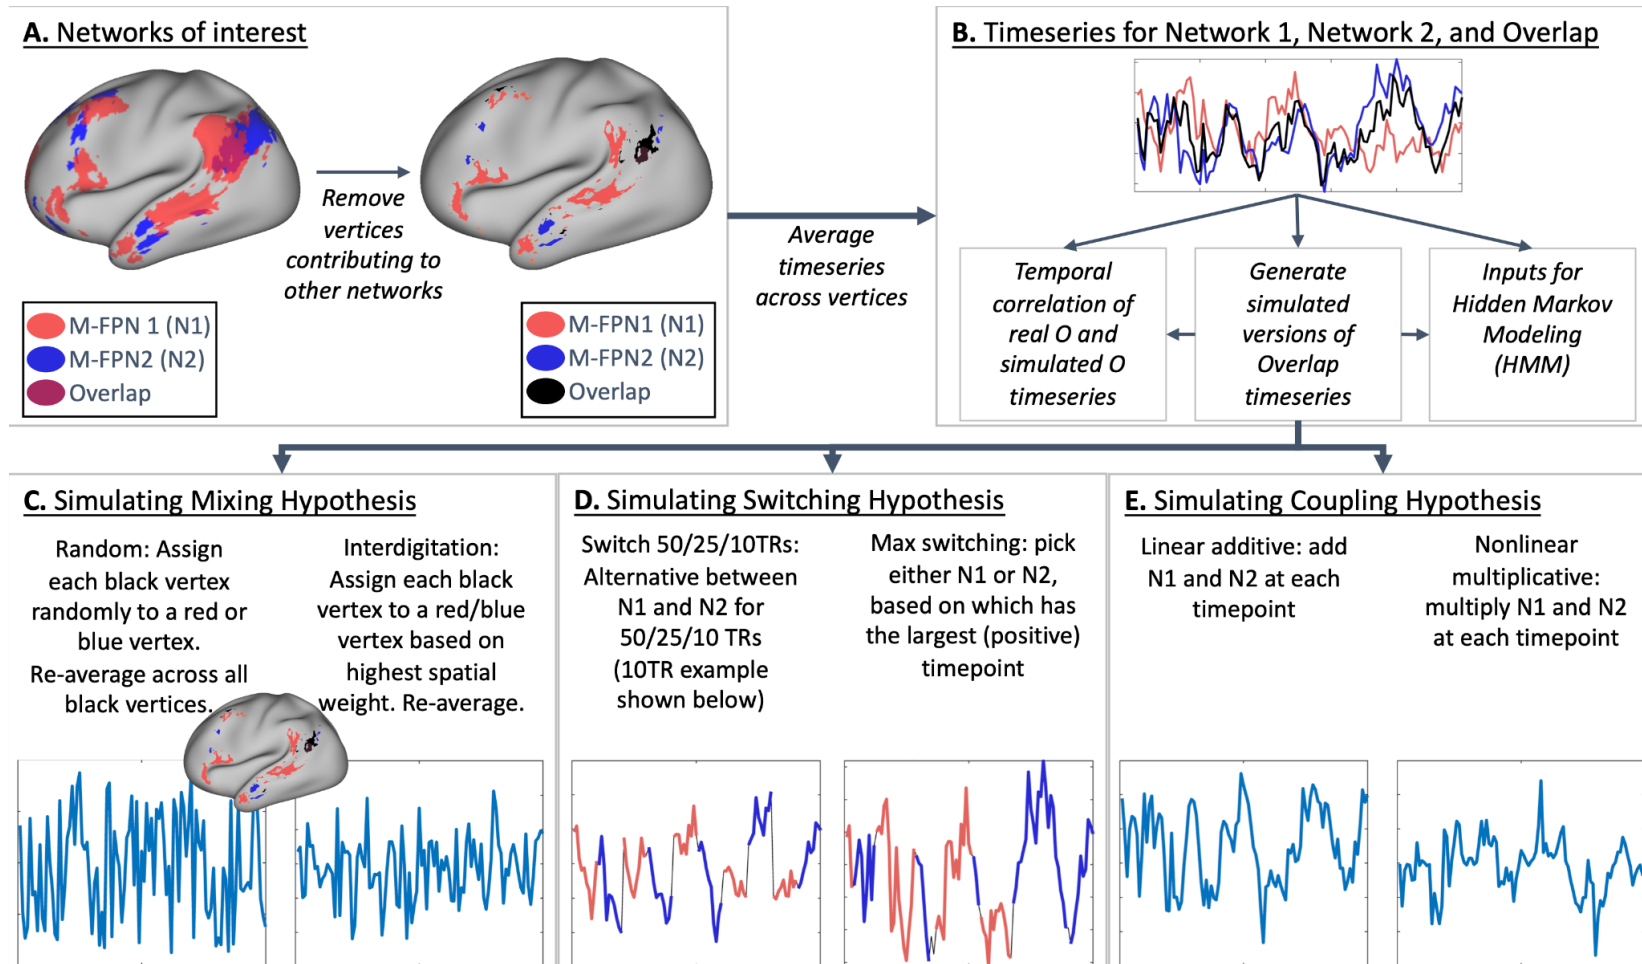 A. Networks of interest
Remove
vertices
contributing to
other networks
M-FPN 1 (N1)
M-FPN2 (N2)
Overlap
M-FPN1 (N1)
M-FPN2 (N2)
Overlap
Average
timeseries
across vertices
B. Timeseries for Network 1, Network 2, and Overlap
Temporal
correlation of
real O and
simulated O
timeseries
Generate
simulated
versions of
Overlap
timeseries
Inputs for
Hidden Markov
Modeling
(HMM)
C. Simulating Mixing Hypothesis
Random: Assign
each black vertex
randomly to a red or
blue vertex.
Re-average across all
black vertices.
Interdigitation:
Assign each black
vertex to a red/blue
vertex based on
highest spatial
weight. Re-average.
D. Simulating Switching Hypothesis
Switch 50/25/10TRs:
Alternative between
N1 and N2 for
50/25/10 TRs
(10TR example
shown below)
Max switching: pick
either N1 or N2,
based on which has
the largest (positive)
timepoint
E. Simulating Coupling Hypothesis
Linear additive: add
N1 and N2 at each
timepoint
Nonlinear
multiplicative:
multiply N1 and N2
at each timepoint